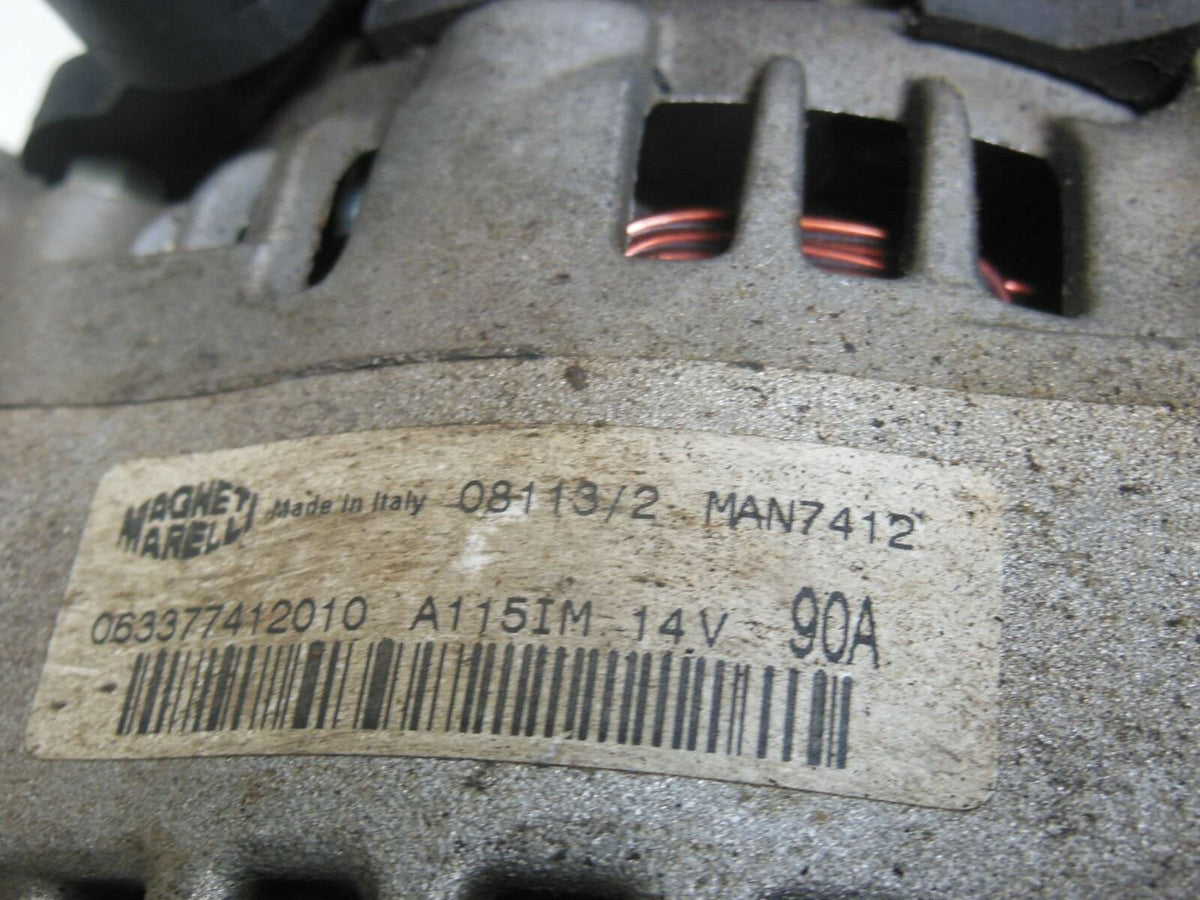 MAGNETI MARELLI Made in Italy 08113/2 MAN7412
063377412010 A115IM 14V 90A